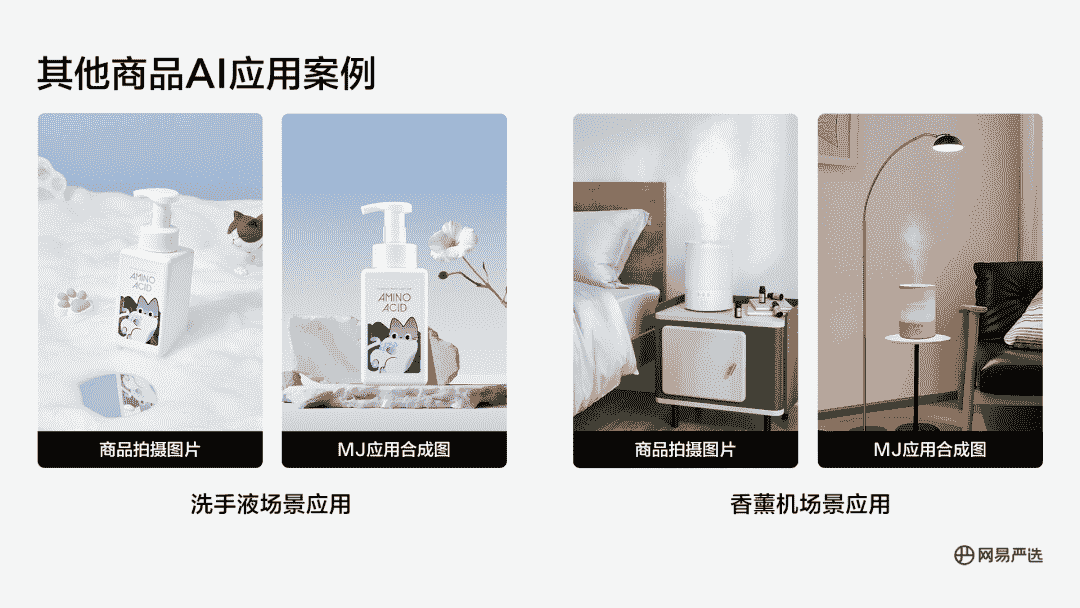 其他商品AI应用案例
AMINO
ACID
AMINO
ACID
商品拍摄图片
MJ应用合成图
商品拍摄图片
MJ应用合成图
洗手液场景应用
香薰机场景应用
网易严选